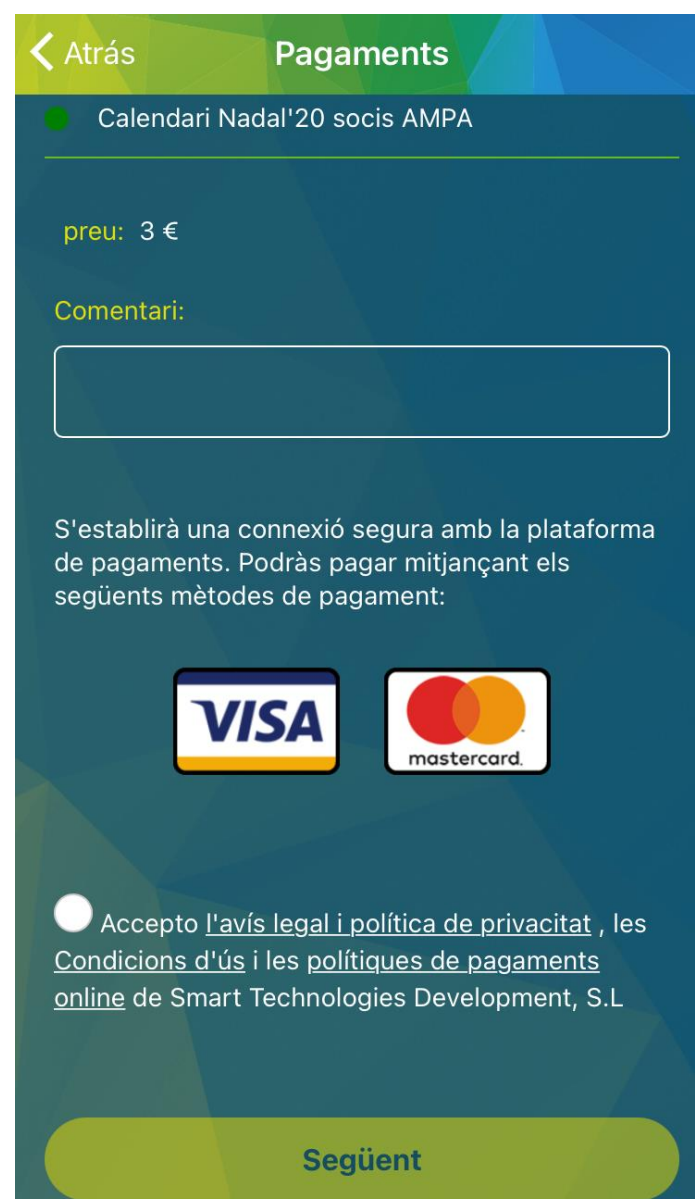 Atrás Pagaments
Calendari Nadal'20 socis AMPA
preu: 3 €
Comentari:
S'establirà una connexió segura amb la plataforma
de pagaments. Podràs pagar mitjançant els
següents mètodes de pagament:
VISA mastercard.
Accepto l'avís legal i política de privacitat , les
Condicions d'ús i les polítiques de pagaments
online de Smart Technologies Development, S.L
Següent